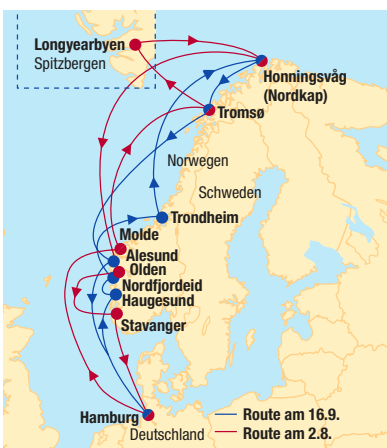 Longyearbyen
Spitzbergen
Honningsvåg
(Nordkap)
Tromsø
Norwegen
Schweden
Trondheim
Molde
Alesund
Olden
Nordfjordeid
Haugesund
Stavanger
Hamburg
Deutschland
Route am 16.9.
Route am 2.8.